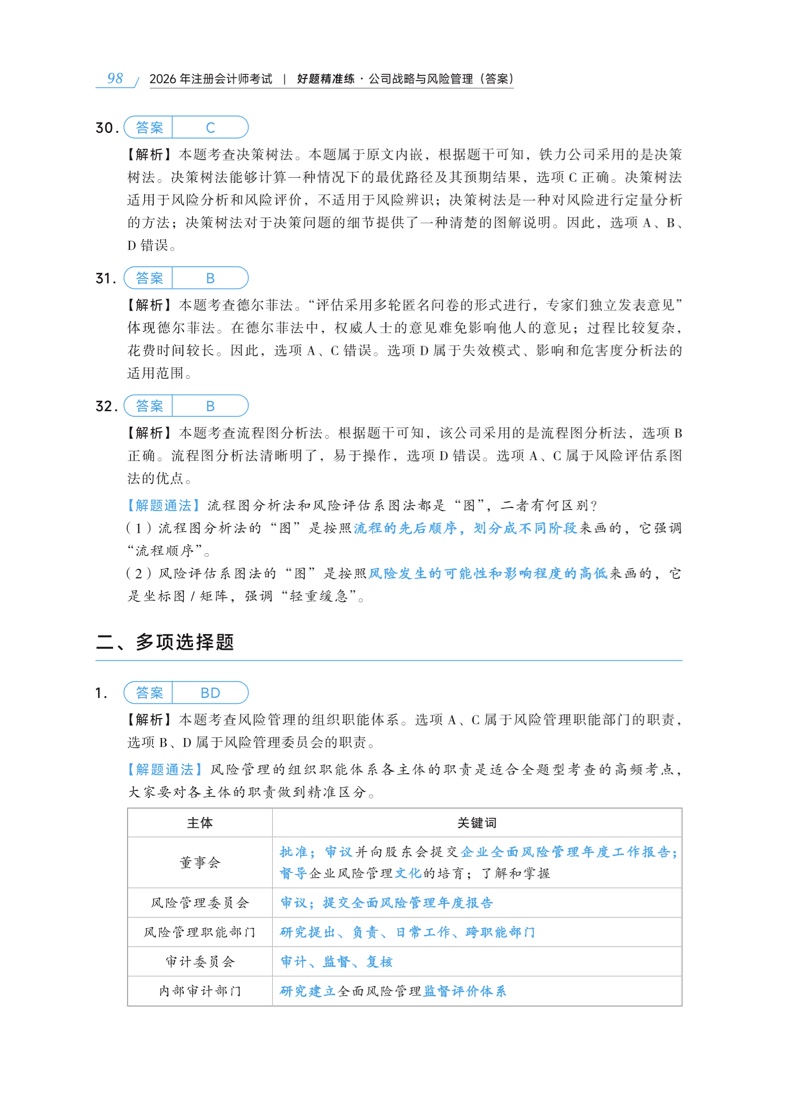 98 2026 年注册会计师考试 | 好题精准练·公司战略与风险管理（答案）
30. 答案 C
【解析】本题考查决策树法。本题属于原文内嵌，根据题干可知，铁力公司采用的是决策
树法。决策树法能够计算一种情况下的最优路径及其预期结果，选项 C 正确。决策树法
适用于风险分析和风险评价，不适用于风险辨识；决策树是一种对风险进行定量分析
的方法；决策树法对于决策问题的细节提供了一种清楚的图解说明。因此，选项 A、B、
D 错误。
31. 答案 B
【解析】本题考查德尔菲法。“评估采用多轮匿名问卷的形式进行，专家们独立发表意见”
体现德尔菲法。在德尔菲法中，权威人士的意见难免影响他人的意见；过程比较复杂，
花费时间较长。因此，选项 A、C 错误。选项 D 属于失效模式、影响和危害度分析法的
适用范围。
32. 答案 B
【解析】本题考查流程图分析法。根据题干可知，该公司采用的是流程图分析法，选项 B
正确。流程图分析法清晰明了，易于操作，选项 D 错误。选项 A、C 属于风险评估系图
法的优点。
【解题通法】流程图分析法和风险评估系图法都是“图”，二者有何区别？
（1）流程图分析法的“图”是按照流程的先后顺序，划分成不同阶段来画的，它强调
“流程顺序”。
（2）风险评估系图法的“图”是按照风险发生的可能性和影响程度的高低来画的，它
是坐标图 / 矩阵，强调“轻重缓急”。
二、多项选择题
1. 答案 BD
【解析】本题考查风险管理的组织职能体系。选项 A、C 属于风险管理职能部门的职责，
选项 B、D 属于风险管理委员会的职责。
【解题通法】风险管理的组织职能体系各主体的职责是适合全题型考查的高频考点，
大家要对各主体的职责做到精准区分。
主体 关键词
董事会 批准；审议并向股东会提交企业全面风险管理年度工作报告；
督导企业风险管理文化的培育；了解和掌握
风险管理委员会 审议；提交全面风险管理年度报告
风险管理职能部门 研究提出、负责、日常工作、跨职能部门
审计委员会 审计、监督、复核
内部审计部门 研究建立全面风险管理监督评价体系